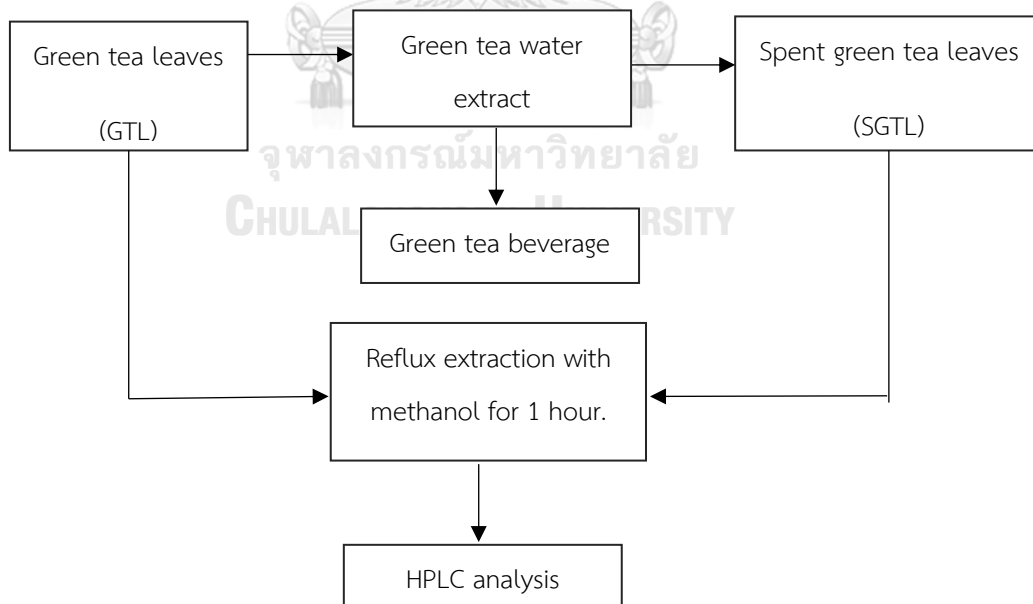 Green tea leaves
(GTL)
Green tea water
extract
Spent green tea leaves
(SGTL)
จุฬาลงกรณ์มหาวิทยาลัย
CHULAL
RSITY
Green tea beverage
Reflux extraction with
methanol for 1 hour.
HPLC analysis